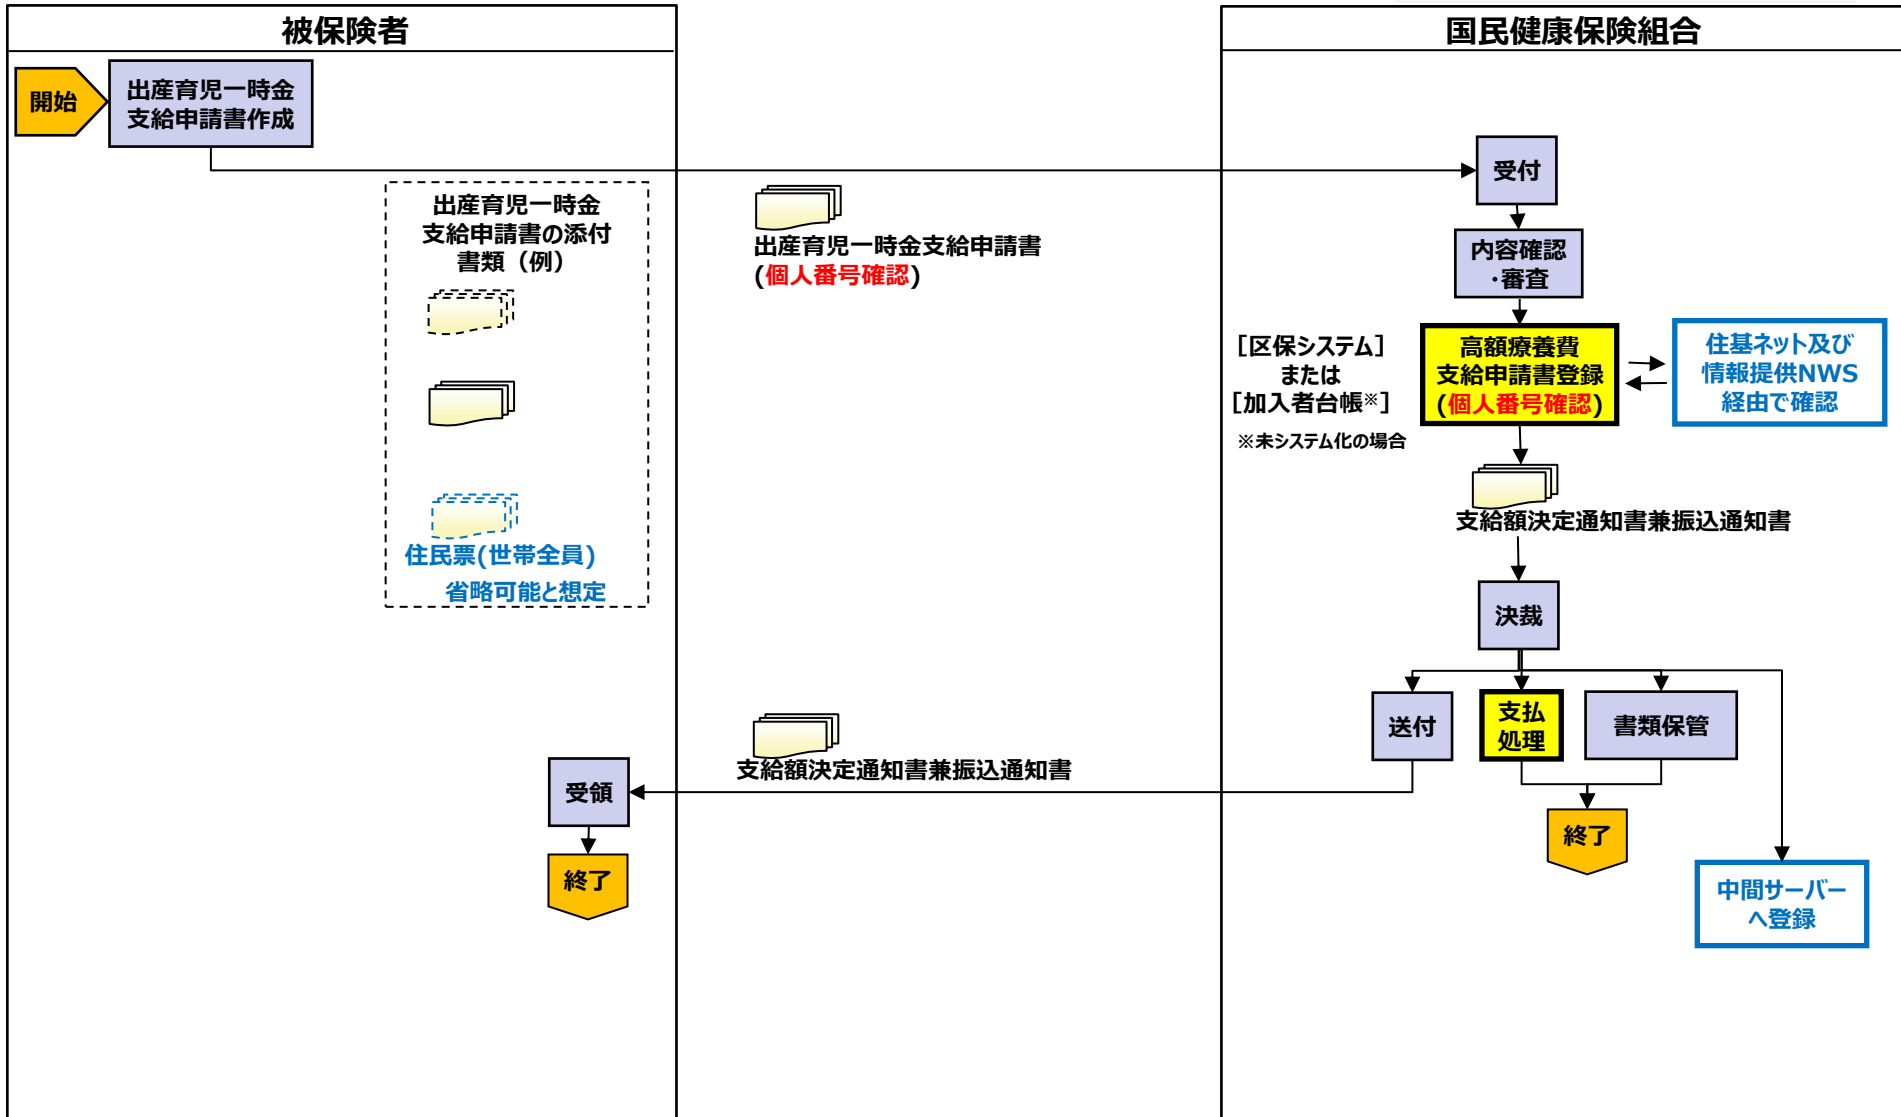 被保険者
国民健康保険組合
開始
出産育児一時金
支給申請書作成
受付
出産育児一時金
支給申請書の添付
書類（例）
出産育児一時金支給申請書
(個人番号確認)
内容確認
・審査
［区保システム］
または
［加入者台帳※］
※未システム化の場合
高額療養費
支給申請書登録
(個人番号確認)
住基ネット及び
情報提供NWS
経由で確認
支給額決定通知書兼振込通知書
住民票(世帯全員)
省略可能と想定
決裁
送付
支払
処理
書類保管
支給額決定通知書兼振込通知書
受領
終了
終了
中間サーバー
へ登録